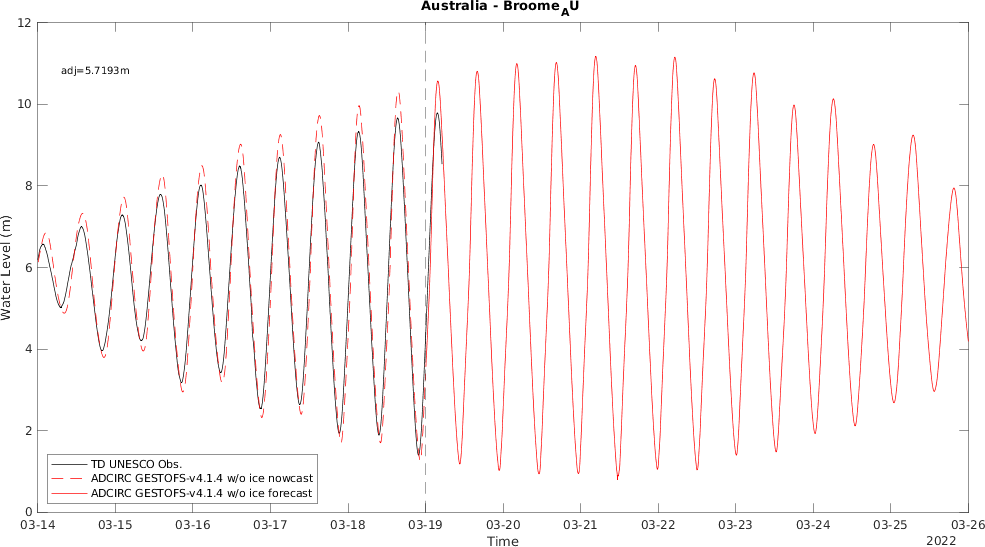 Australia - Broome_AU
12
adj=5.7193m
10
8
6
4
2
0
Water Level (m)
TD UNESCO Obs.
ADCIRC GESTOFS-v4.1.4 w/o ice nowcast
ADCIRC GESTOFS-v4.1.4 w/o ice forecast
03-14 03-15 03-16 03-17 03-18 03-19 03-20 03-21 03-22 03-23 03-24 03-25 03-26
Time
2022